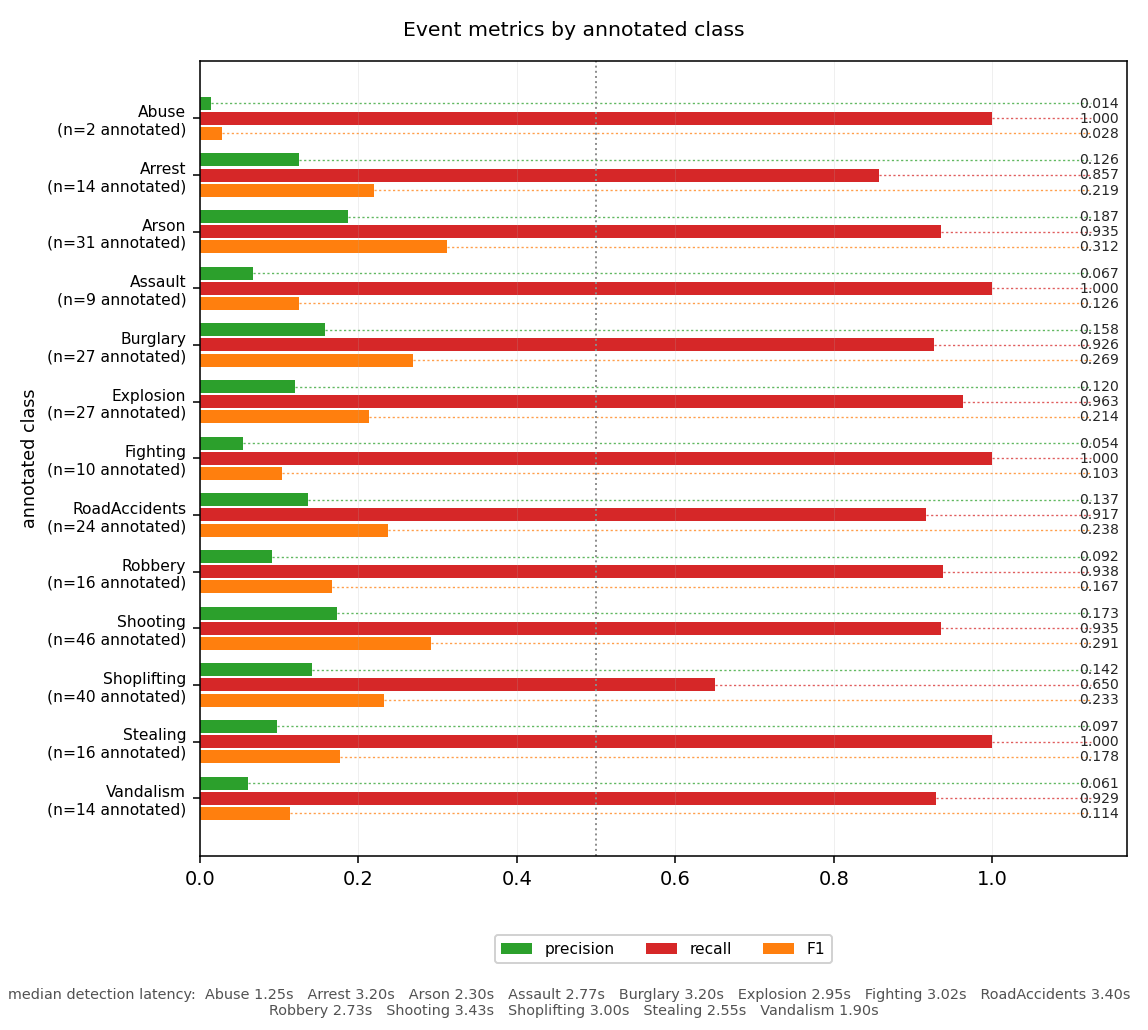 Event metrics by annotated class
Abuse
(n=2 annotated)
0.014
1.000
0.028
Arrest
(n=14 annotated)
0.126
0.857
0.219
Arson
(n=31 annotated)
0.187
0.935
0.312
Assault
(n=9 annotated)
0.067
1.000
0.126
Burglary
(n=27 annotated)
0.158
0.926
0.269
Explosion
(n=27 annotated)
0.120
0.963
0.214
Fighting
(n=10 annotated)
0.054
1.000
0.103
RoadAccidents
(n=24 annotated)
0.137
0.917
0.238
Robbery
(n=16 annotated)
0.092
0.938
0.167
Shooting
(n=46 annotated)
0.173
0.935
0.291
Shoplifting
(n=40 annotated)
0.142
0.650
0.233
Stealing
(n=16 annotated)
0.097
1.000
0.178
Vandalism
(n=14 annotated)
0.061
0.929
0.114
annotated class
0.0 0.2 0.4 0.6 0.8 1.0
precision recall F1
median detection latency: Abuse 1.25s Arrest 3.20s Arson 2.30s Assault 2.77s Burglary 3.20s Explosion 2.95s Fighting 3.02s RoadAccidents 3.40s
Robbery 2.73s Shooting 3.43s Shoplifting 3.00s Stealing 2.55s Vandalism 1.90s